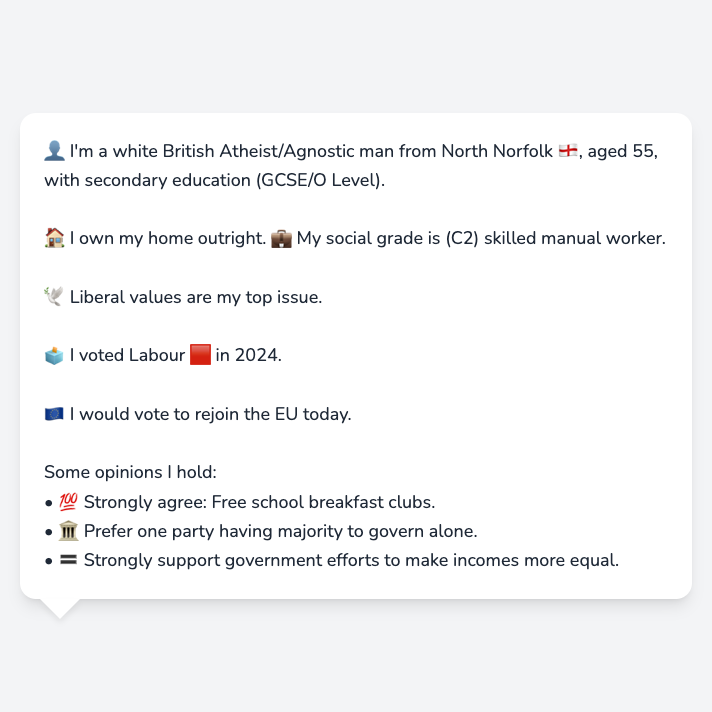 👤 I'm a white British Atheist/Agnostic man from North Norfolk 🏴󠁧󠁢󠁥󠁮󠁧󠁿, aged 55,
with secondary education (GCSE/O Level).
🏠 I own my home outright. 💼 My social grade is (C2) skilled manual worker.
🕊️ Liberal values are my top issue.
🗳️ I voted Labour 🟥 in 2024.
🇪🇺 I would vote to rejoin the EU today.
Some opinions I hold:
• 💯 Strongly agree: Free school breakfast clubs.
• 🏛️ Prefer one party having majority to govern alone.
• 🟰 Strongly support government efforts to make incomes more equal.